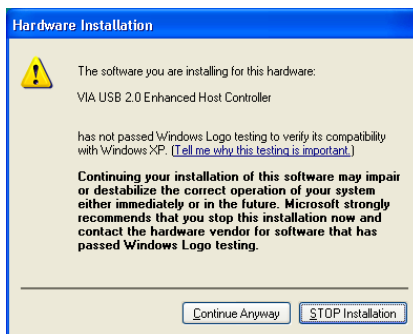 Hardware Installation
The software you are installing for this hardware:
VIA USB 2.0 Enhanced Host Controller
has not passed Windows Logo testing to verify its compatibility
with Windows XP. (Tell me why this testing is important.)
Continuing your installation of this software may impair
or destabilize the correct operation of your system
either immediately or in the future. Microsoft strongly
recommends that you stop this installation now and
contact the hardware vendor for software that has
passed Windows Logo testing.
Continue Anyway STOP Installation